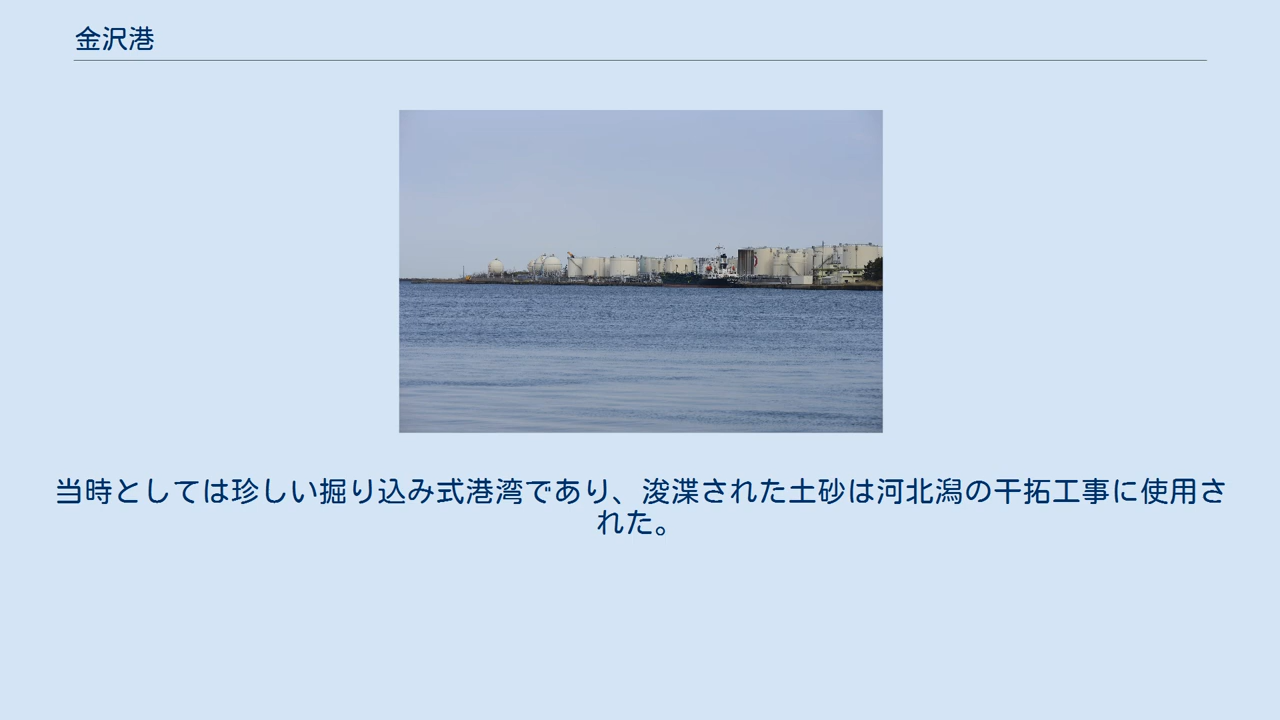 金沢港
当時としては珍しい掘り込み式港湾であり、浚渫された土砂は河北潟の干拓工事に使用さ
れた。